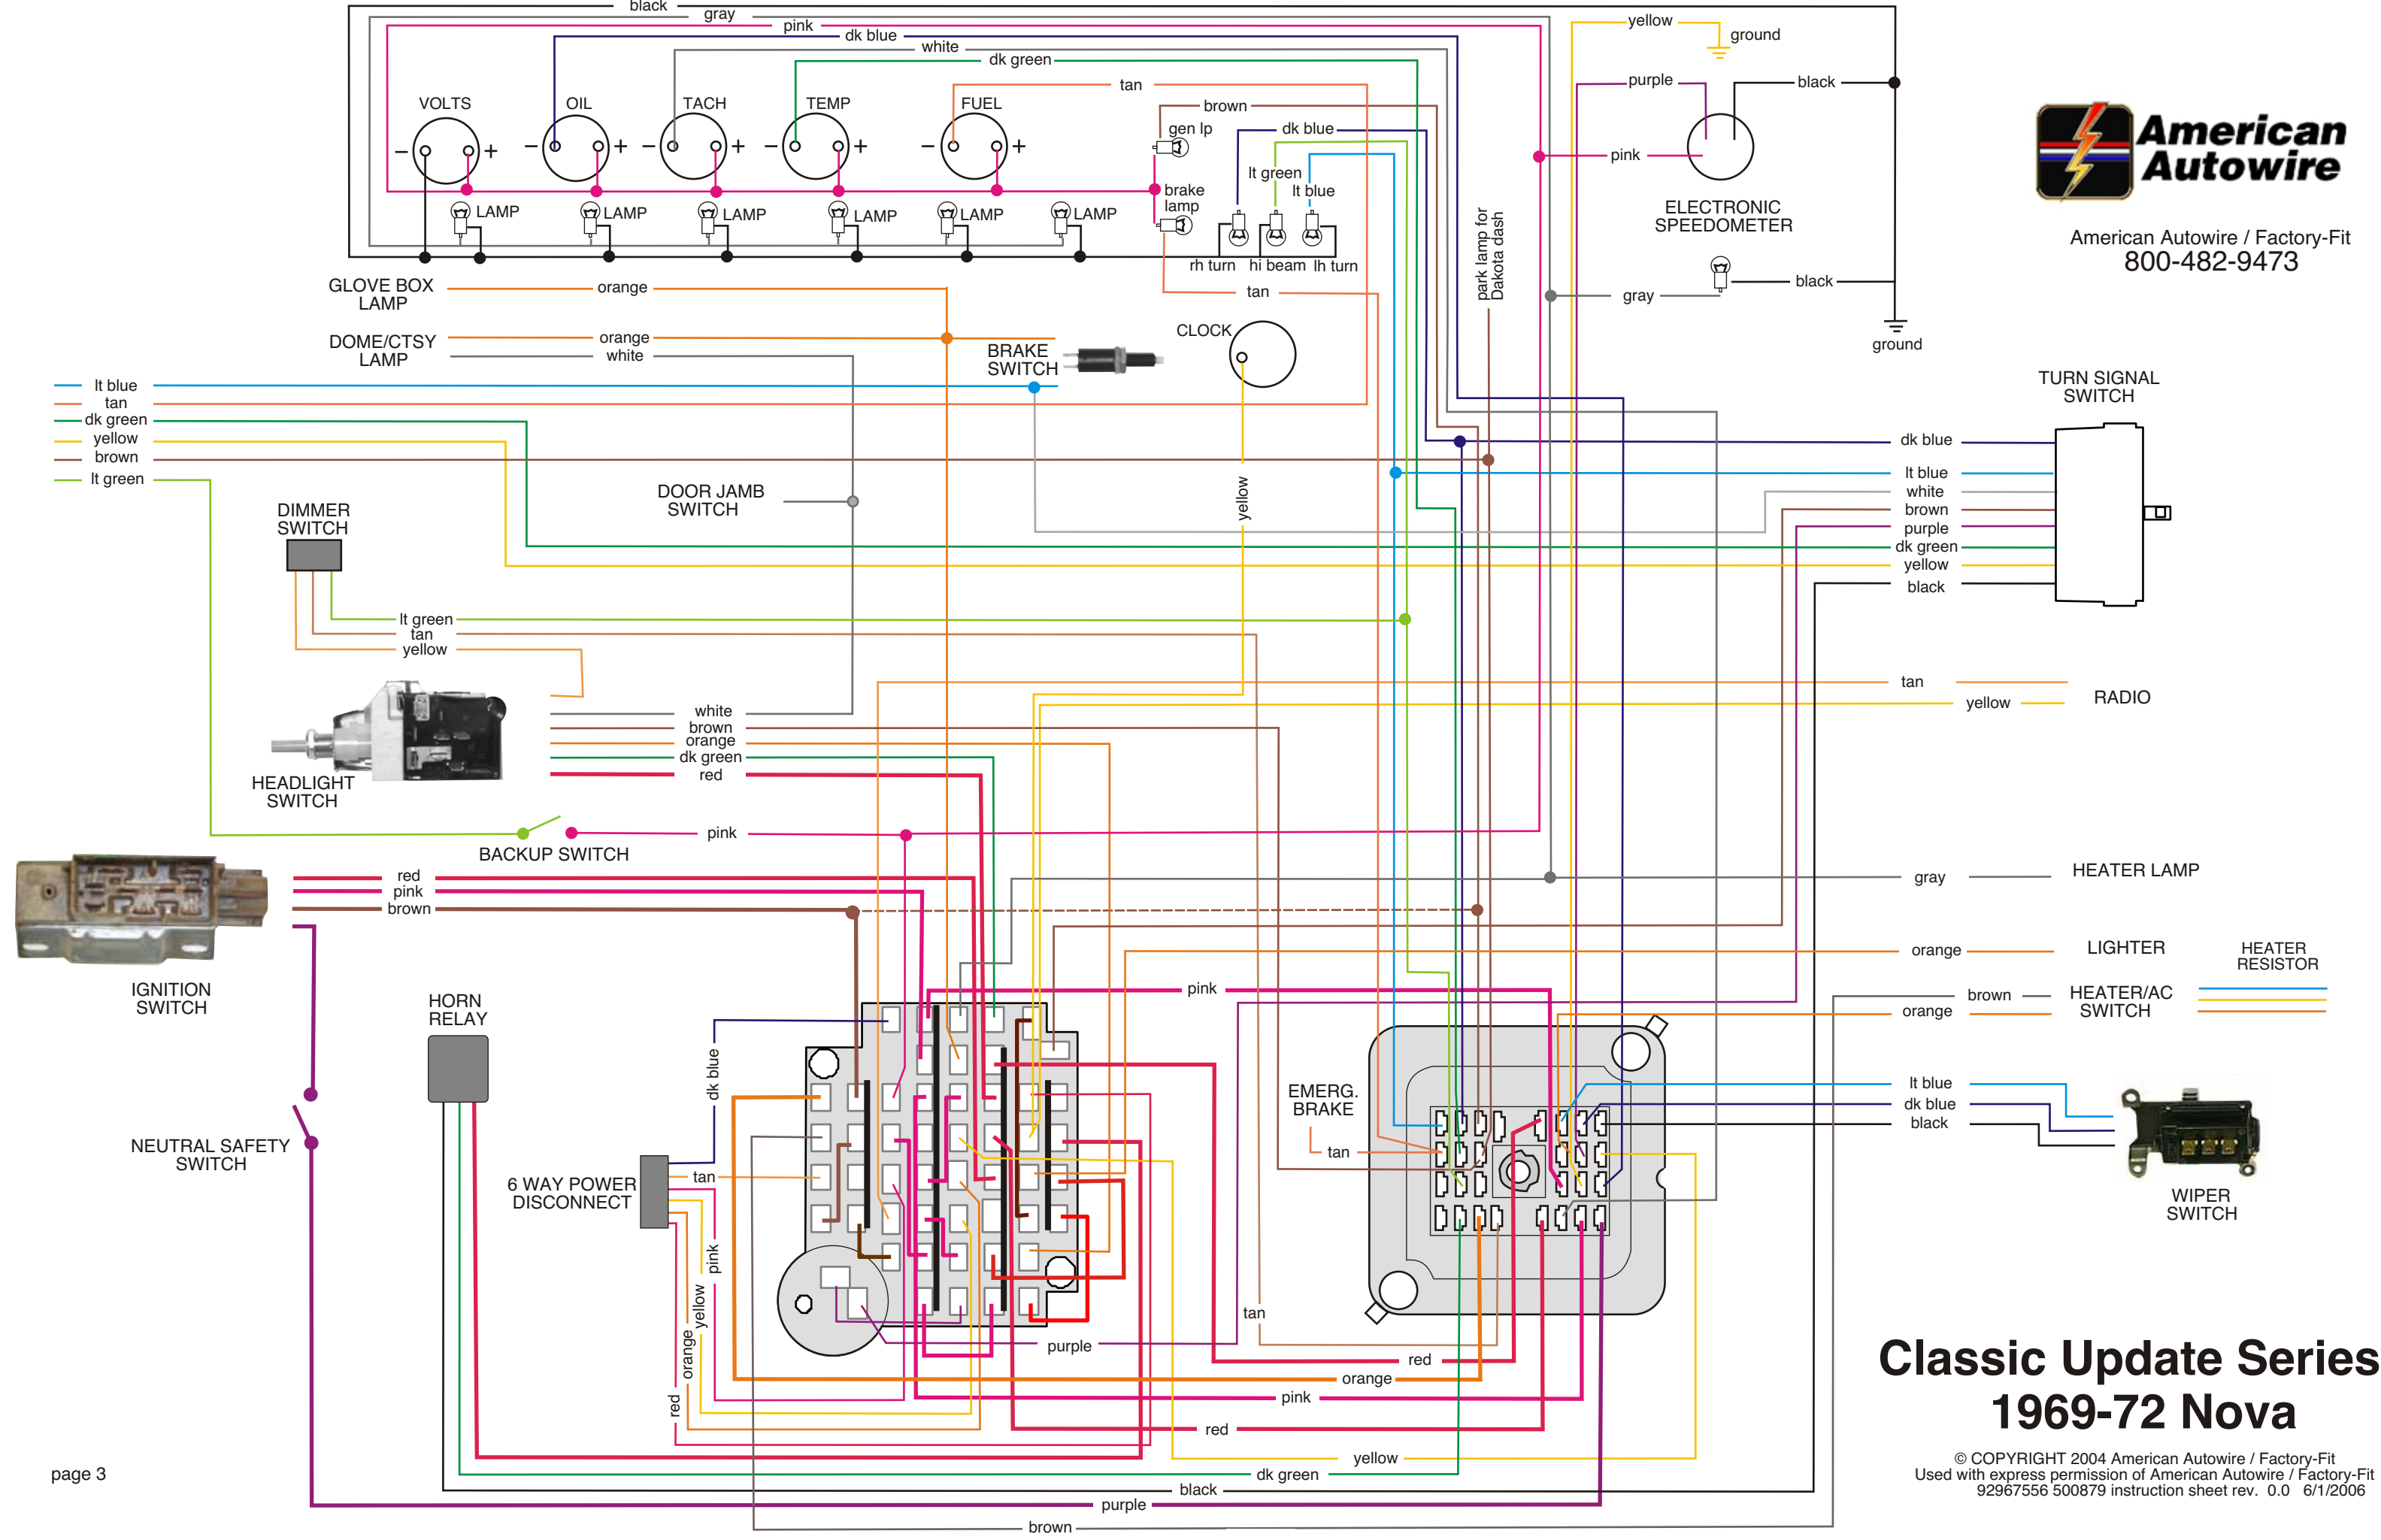 black
gray
pink
dk blue
white
dk green
tan
brown
dk blue
lt green
lt blue
yellow
ground
purple
black
pink
VOLTS
OIL
TACH
TEMP
FUEL
gen lp
− +
− +
− +
− +
− +
brake
lamp
LAMP
LAMP
LAMP
LAMP
LAMP
LAMP
rh turn
hi beam
lh turn
tan
park lamp for
Dakota dash
ELECTRONIC
SPEEDOMETER
gray
black
ground
American
Autowire
American Autowire / Factory-Fit
800-482-9473
GLOVE BOX
LAMP
orange
DOME/CTSY
LAMP
orange
white
BRAKE
SWITCH
CLOCK
yellow
lt blue
tan
dk green
yellow
brown
lt green
DOOR JAMB
SWITCH
TURN SIGNAL
SWITCH
dk blue
lt blue
white
brown
purple
dk green
yellow
black
DIMMER
SWITCH
lt green
tan
yellow
HEADLIGHT
SWITCH
white
brown
orange
dk green
red
tan
yellow
RADIO
BACKUP SWITCH
pink
red
pink
brown
IGNITION
SWITCH
gray
HEATER LAMP
orange
LIGHTER
HEATER
RESISTOR
brown
orange
HEATER/AC
SWITCH
HORN
RELAY
pink
dk blue
EMERG.
BRAKE
tan
lt blue
dk blue
black
WIPER
SWITCH
NEUTRAL SAFETY
SWITCH
6 WAY POWER
DISCONNECT
tan
pink
yellow
orange
red
tan
purple
red
orange
pink
red
yellow
dk green
black
purple
brown
page 3
Classic Update Series
1969-72 Nova
© COPYRIGHT 2004 American Autowire / Factory-Fit
Used with express permission of American Autowire / Factory-Fit
92967556 500879 instruction sheet rev. 0.0 6/1/2006